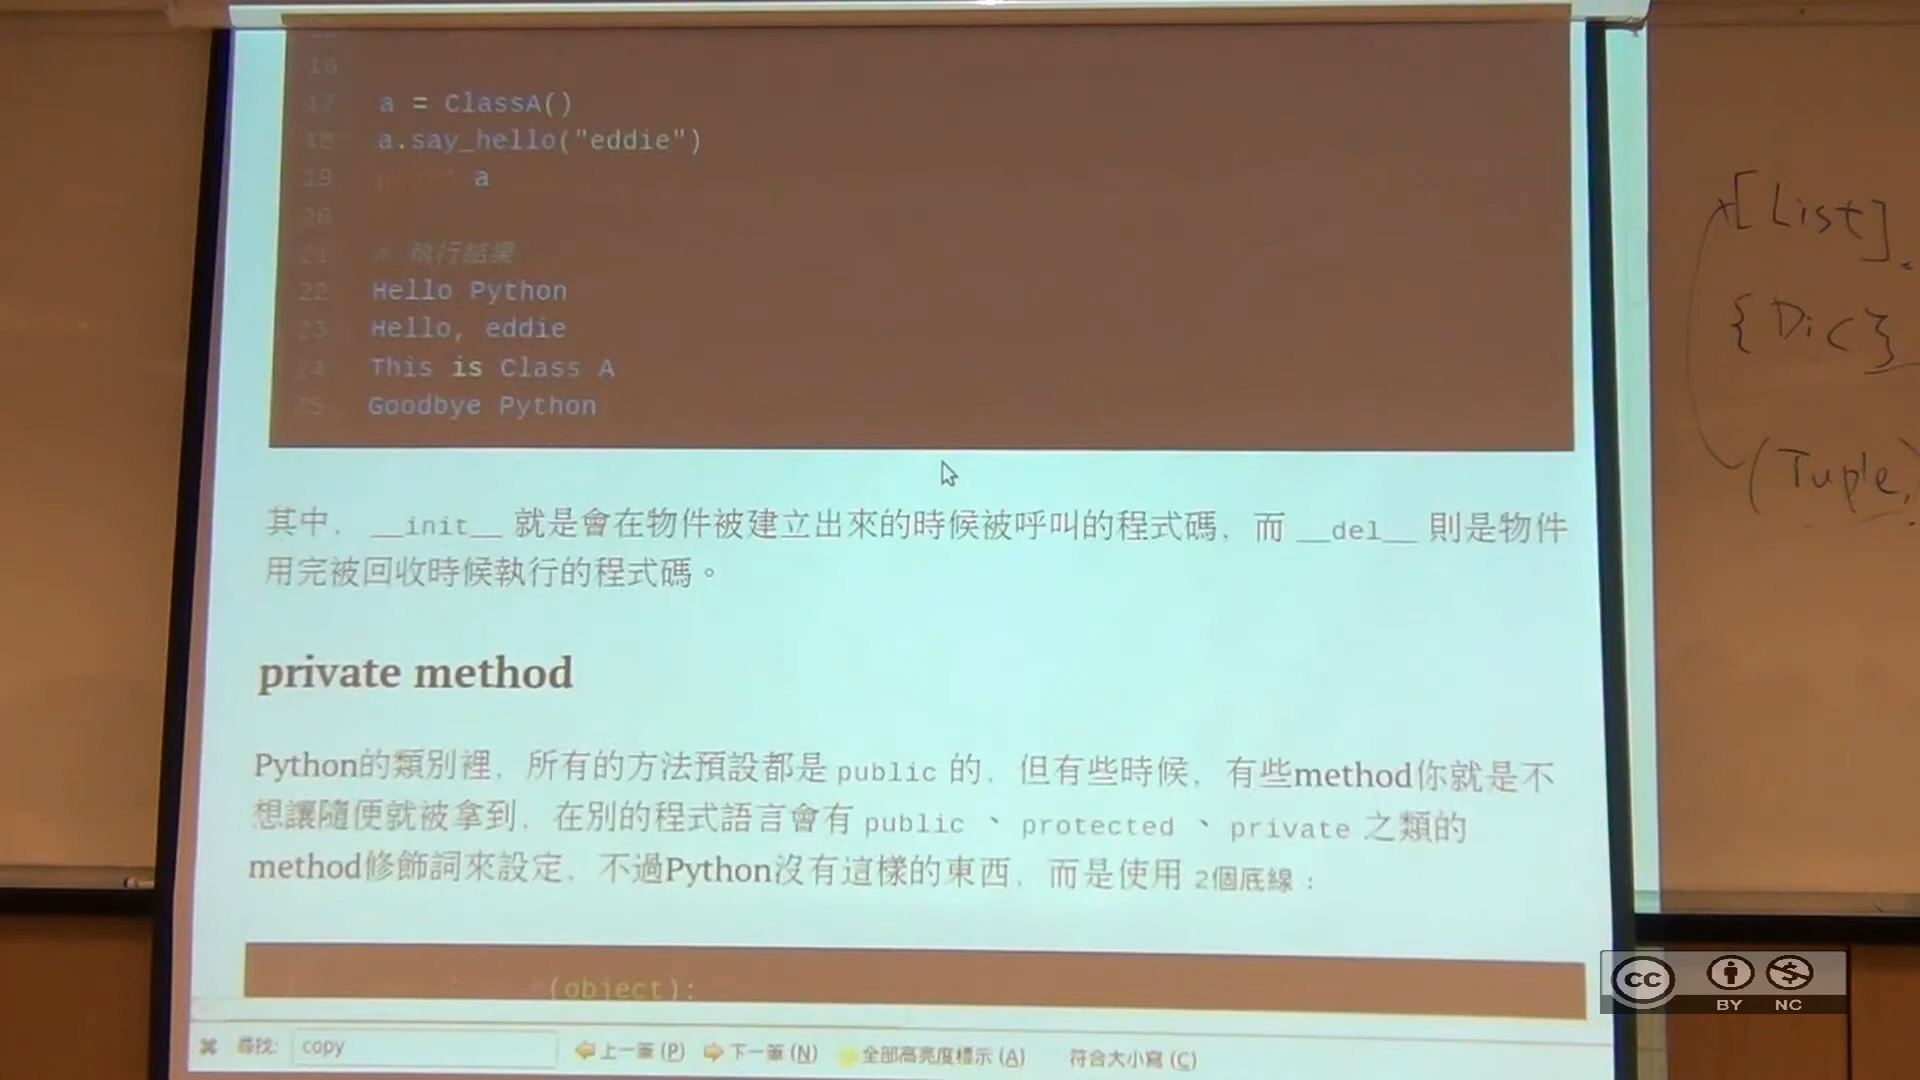 16
17 a = ClassA()
18 a.say_hello("eddie")
19 print a
20
21 # 執行結果
22 Hello Python
23 Hello, eddie
24 This is Class A
25 Goodbye Python
其中，__init__ 就是會在物件被建立出來的時候被呼叫的程式碼，而 __del__ 則是物件
用完被回收時候執行的程式碼。
private method
Python的類別裡，所有的方法預設都是 public 的，但有些時候，有些method你就是不
想讓隨便就被拿到，在別的程式語言會有 public、protected、private 之類的
method修飾詞來設定，不過Python沒有這樣的東西，而是使用 2個底線：
(object):
尋找: copy 上一筆(P) 下一筆(N) 全部高亮度標示(A) 符合大小寫(C)
[List]
{Dic}
(Tuple)
cc
BY NC